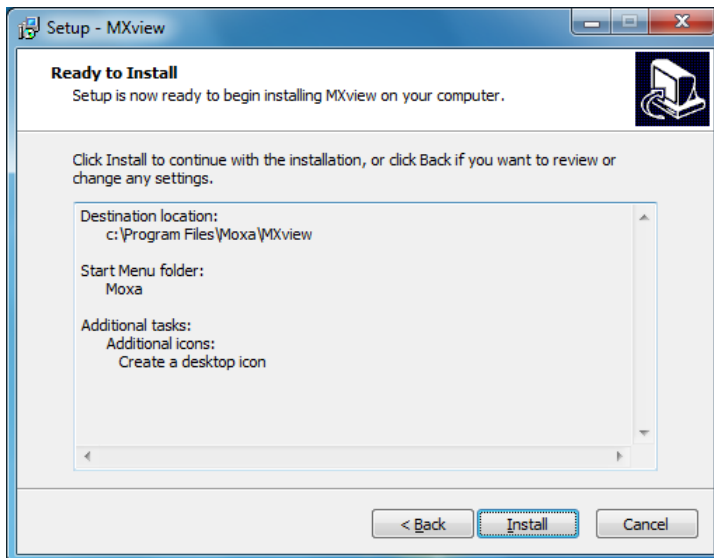 Setup - MXview
Ready to Install
Setup is now ready to begin installing MXview on your computer.
Click Install to continue with the installation, or click Back if you want to review or
change any settings.
Destination location:
c:\Program Files\Moxa\MXview
Start Menu folder:
Moxa
Additional tasks:
Additional icons:
Create a desktop icon
< Back
Install
Cancel